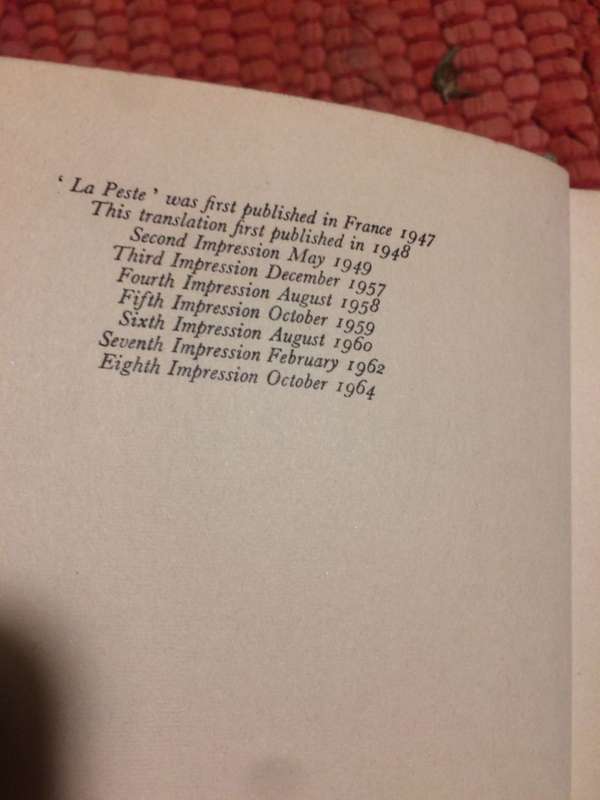 ‘ La Peste ’ was first published in France 1947
This translation first published in 1948
Second Impression May 1949
Third Impression December 1957
Fourth Impression August 1958
Fifth Impression October 1959
Sixth Impression August 1960
Seventh Impression February 1962
Eighth Impression October 1964